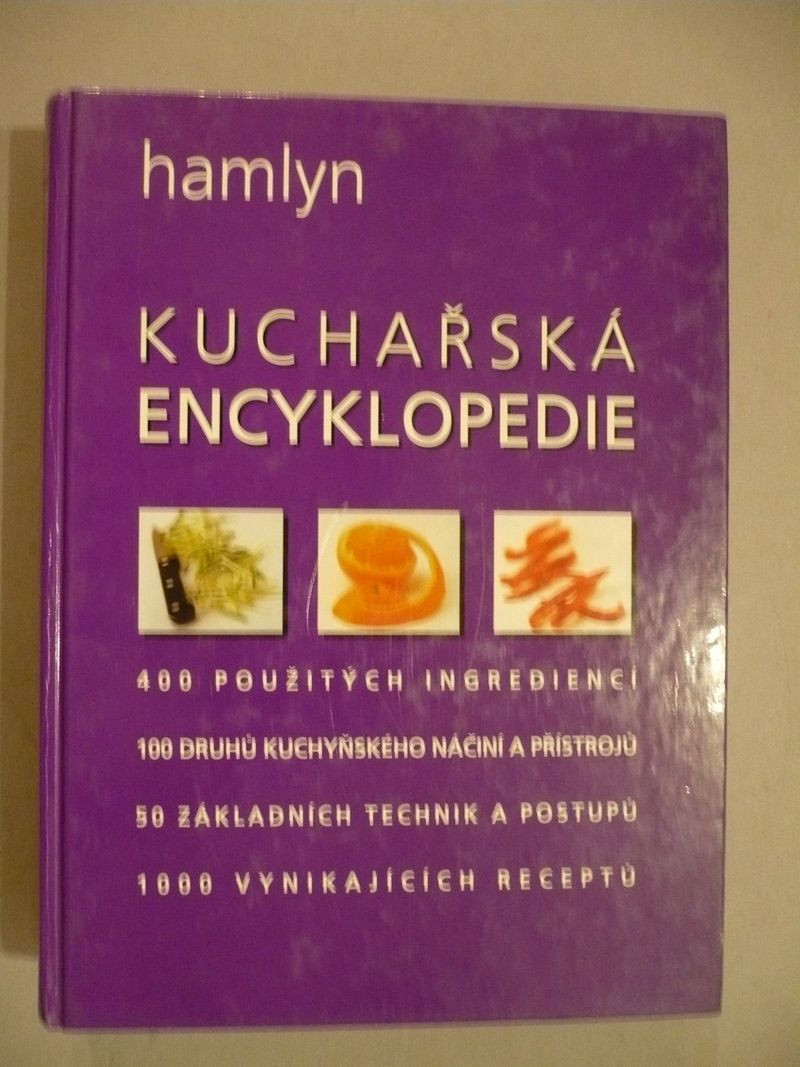 hamlyn
KUCHAŘSKÁ
ENCYKLOPEDIE
400 POUŽITÝCH INGREDIENCÍ
100 DRUHŮ KUCHYŇSKÉHO NÁČINÍ A PŘÍSTROJŮ
50 ZÁKLADNÍCH TECHNIK A POSTUPŮ
1000 VYNIKAJÍCÍCH RECEPTŮ